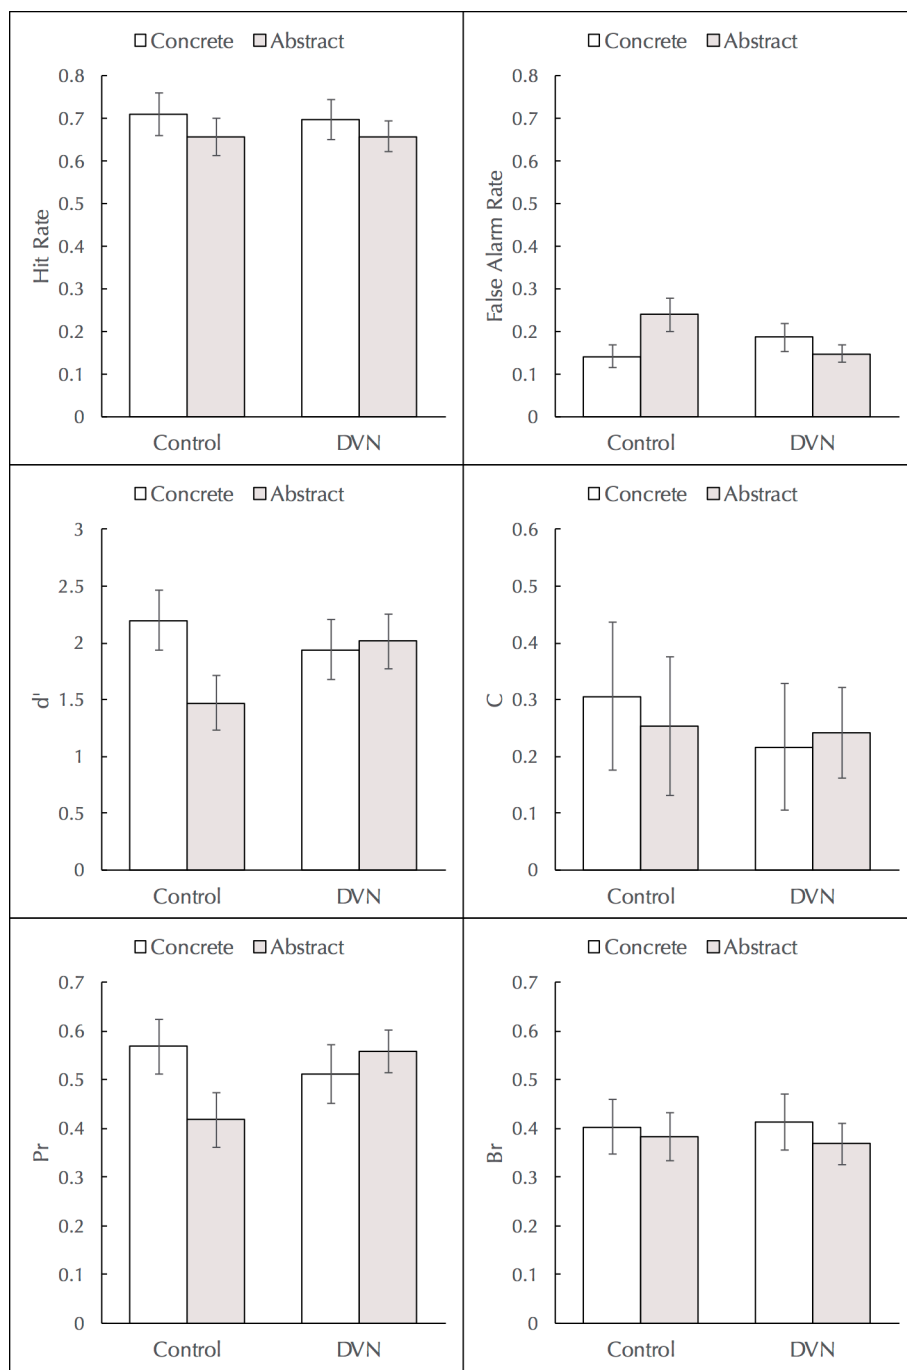 Concrete Abstract
0.8
0.7
0.6
0.5
0.4
0.3
0.2
0.1
0
Hit Rate
Control DVN
Concrete Abstract
0.8
0.7
0.6
0.5
0.4
0.3
0.2
0.1
0
False Alarm Rate
Control DVN
Concrete Abstract
3
2.5
2
1.5
1
0.5
0
d'
Control DVN
Concrete Abstract
0.6
0.5
0.4
0.3
0.2
0.1
0
C
Control DVN
Concrete Abstract
0.7
0.6
0.5
0.4
0.3
0.2
0.1
0
Pr
Control DVN
Concrete Abstract
0.7
0.6
0.5
0.4
0.3
0.2
0.1
0
Br
Control DVN